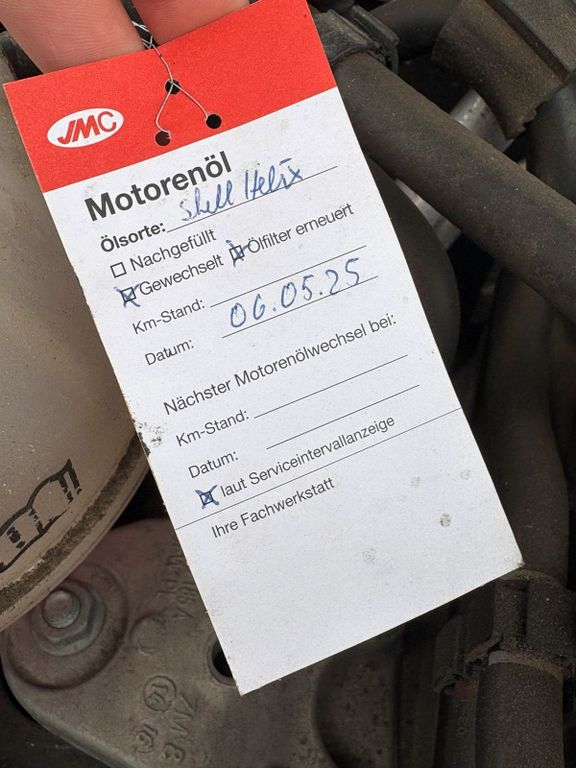 JMC
Motorenöl
Ölsorte: Shell Helix
Nachgefüllt
Gewechselt Ölfilter erneuert
Km-Stand:
Datum: 06.05.25
Nächster Motorenölwechsel bei:
Km-Stand:
Datum:
laut Serviceintervallanzeige
Ihre Fachwerkstatt